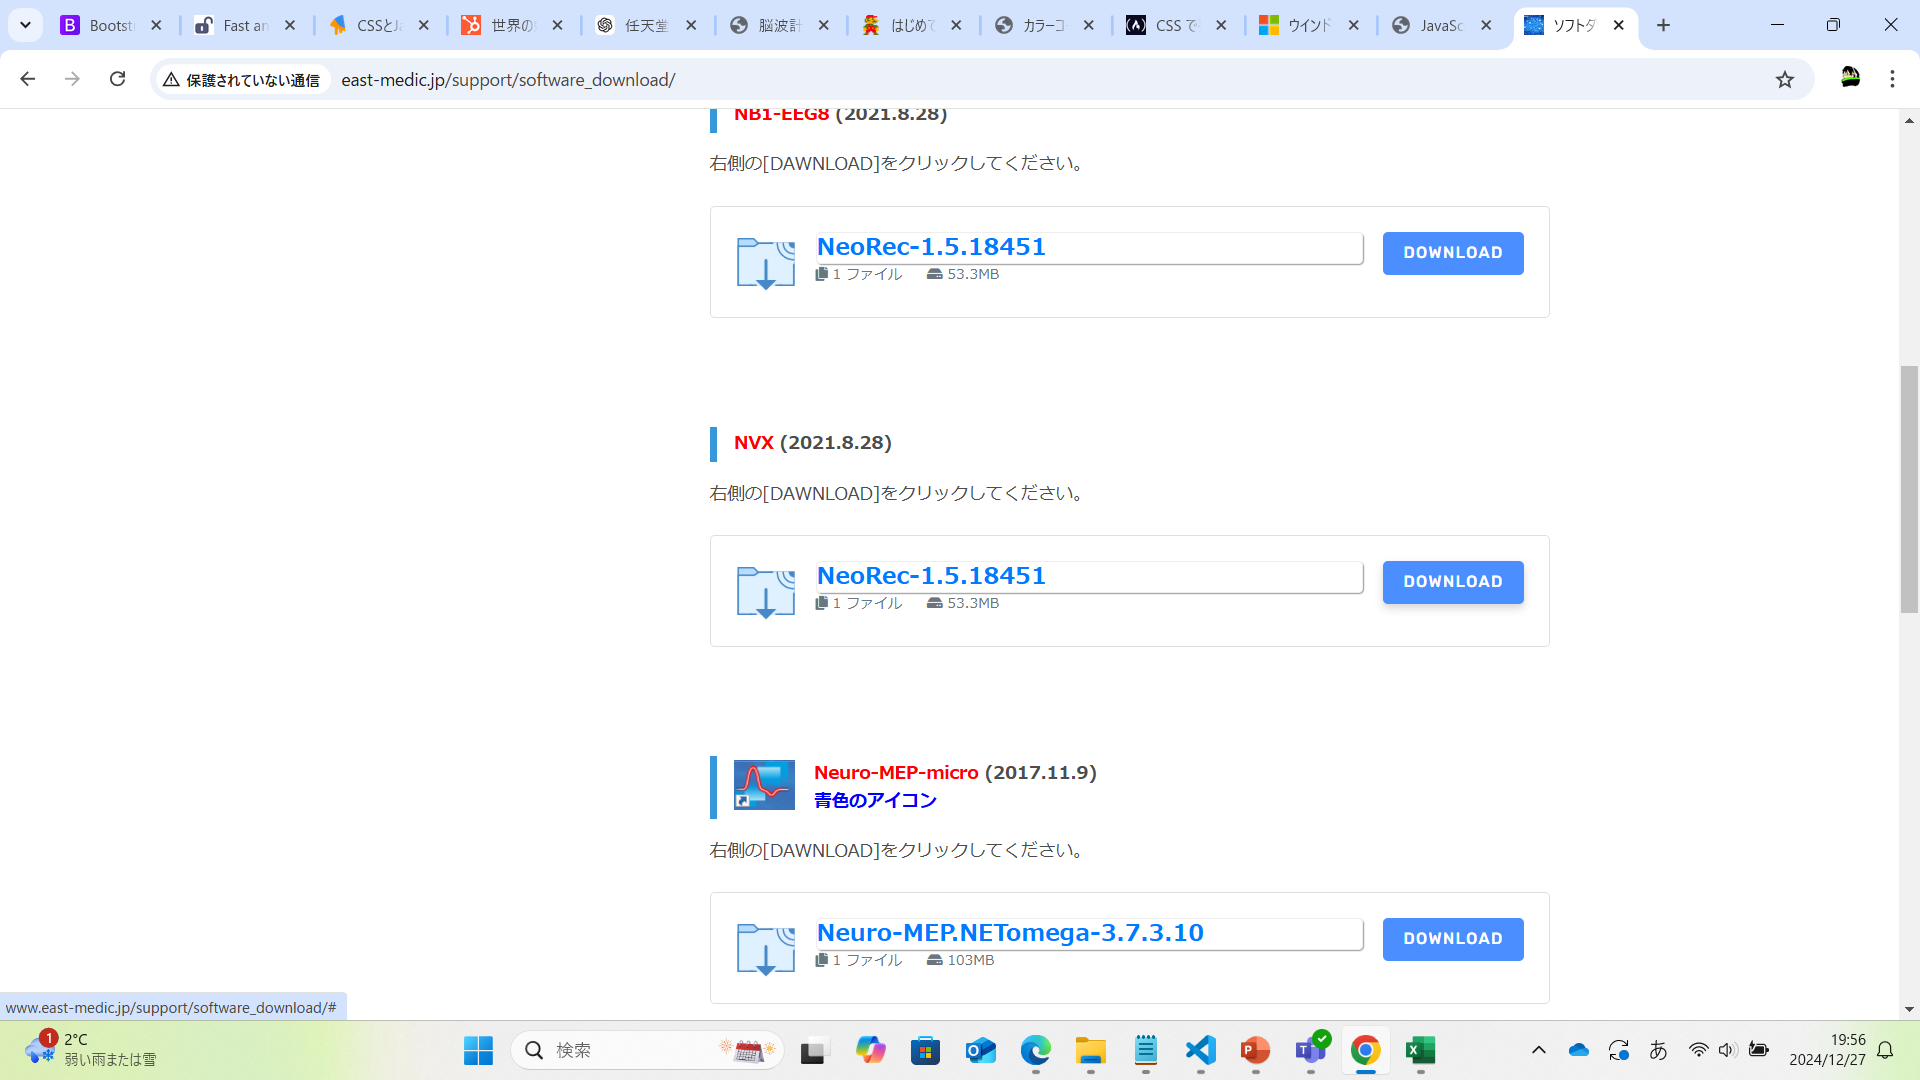 Bootst
Fast an
CSSとJa
世界の
任天堂
脳波計
はじめて
カラーコー
CSS で
ウインド
JavaSc
ソフトダ
保護されていない通信
east-medic.jp/support/software_download/
NB1-EEG8 (2021.8.28)
右側の[DAWNLOAD]をクリックしてください。
NeoRec-1.5.18451
DOWNLOAD
1 ファイル 53.3MB
NVX (2021.8.28)
右側の[DAWNLOAD]をクリックしてください。
NeoRec-1.5.18451
DOWNLOAD
1 ファイル 53.3MB
Neuro-MEP-micro (2017.11.9)
青色のアイコン
右側の[DAWNLOAD]をクリックしてください。
Neuro-MEP.NETomega-3.7.3.10
DOWNLOAD
1 ファイル 103MB
www.east-medic.jp/support/software_download/#
1
2°C
弱い雨または雪
検索
あ
19:56
2024/12/27